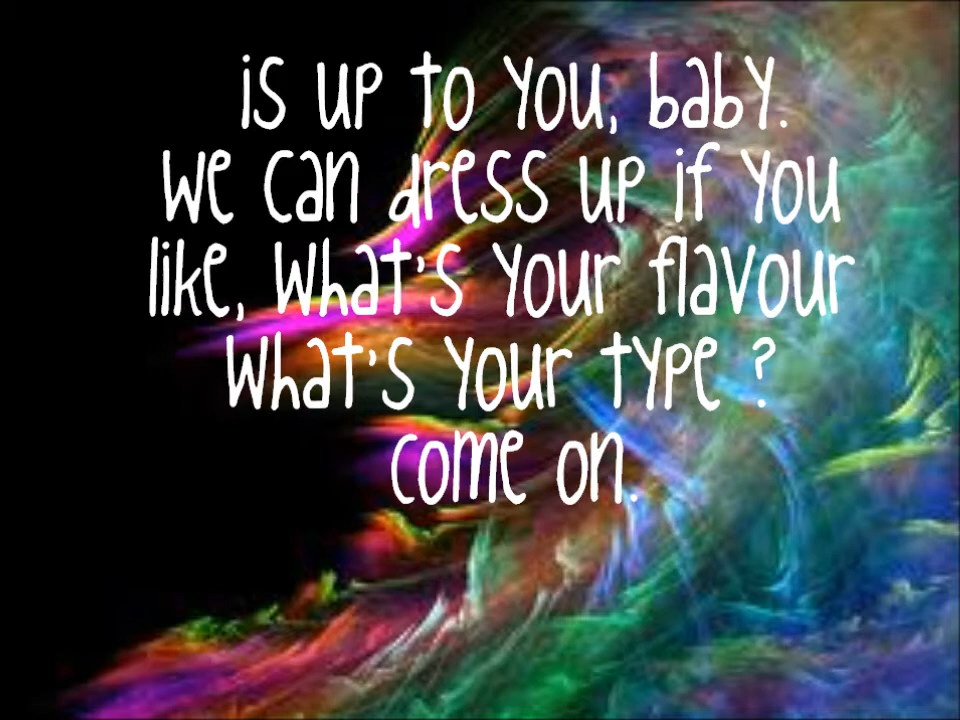 is up to you, baby.
we can dress up if you
like, what's your flavour
what's your type ?
come on.